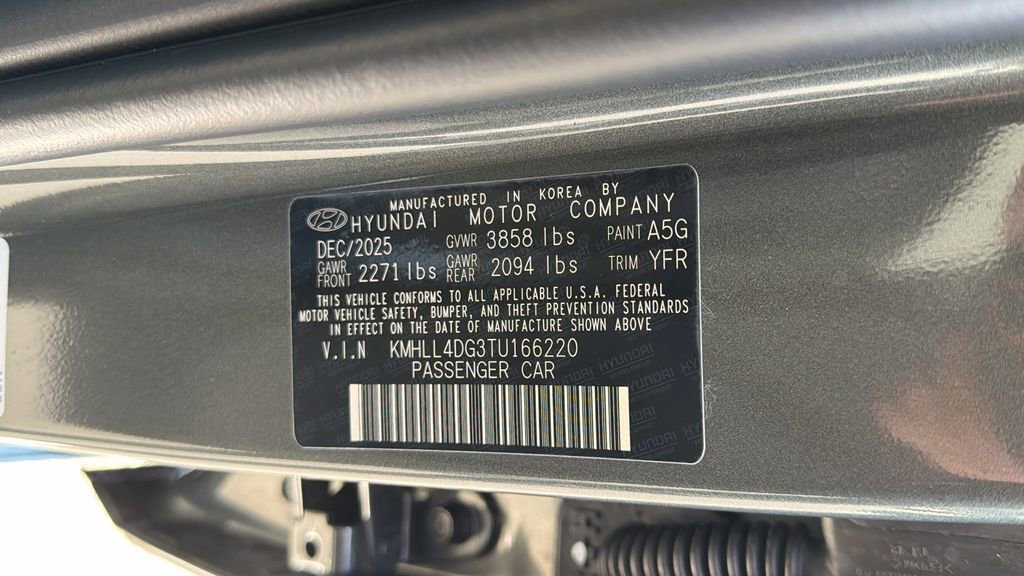 MANUFACTURED IN KOREA BY
HYUNDAI MOTOR COMPANY
DEC/2025 GVWR 3858 lbs PAINT A5G
GAWR FRONT 2271 lbs GAWR REAR 2094 lbs TRIM YFR
THIS VEHICLE CONFORMS TO ALL APPLICABLE U.S.A. FEDERAL
MOTOR VEHICLE SAFETY, BUMPER, AND THEFT PREVENTION STANDARDS
IN EFFECT ON THE DATE OF MANUFACTURE SHOWN ABOVE
V.I.N KMHLL4DG3TU166220
PASSENGER CAR